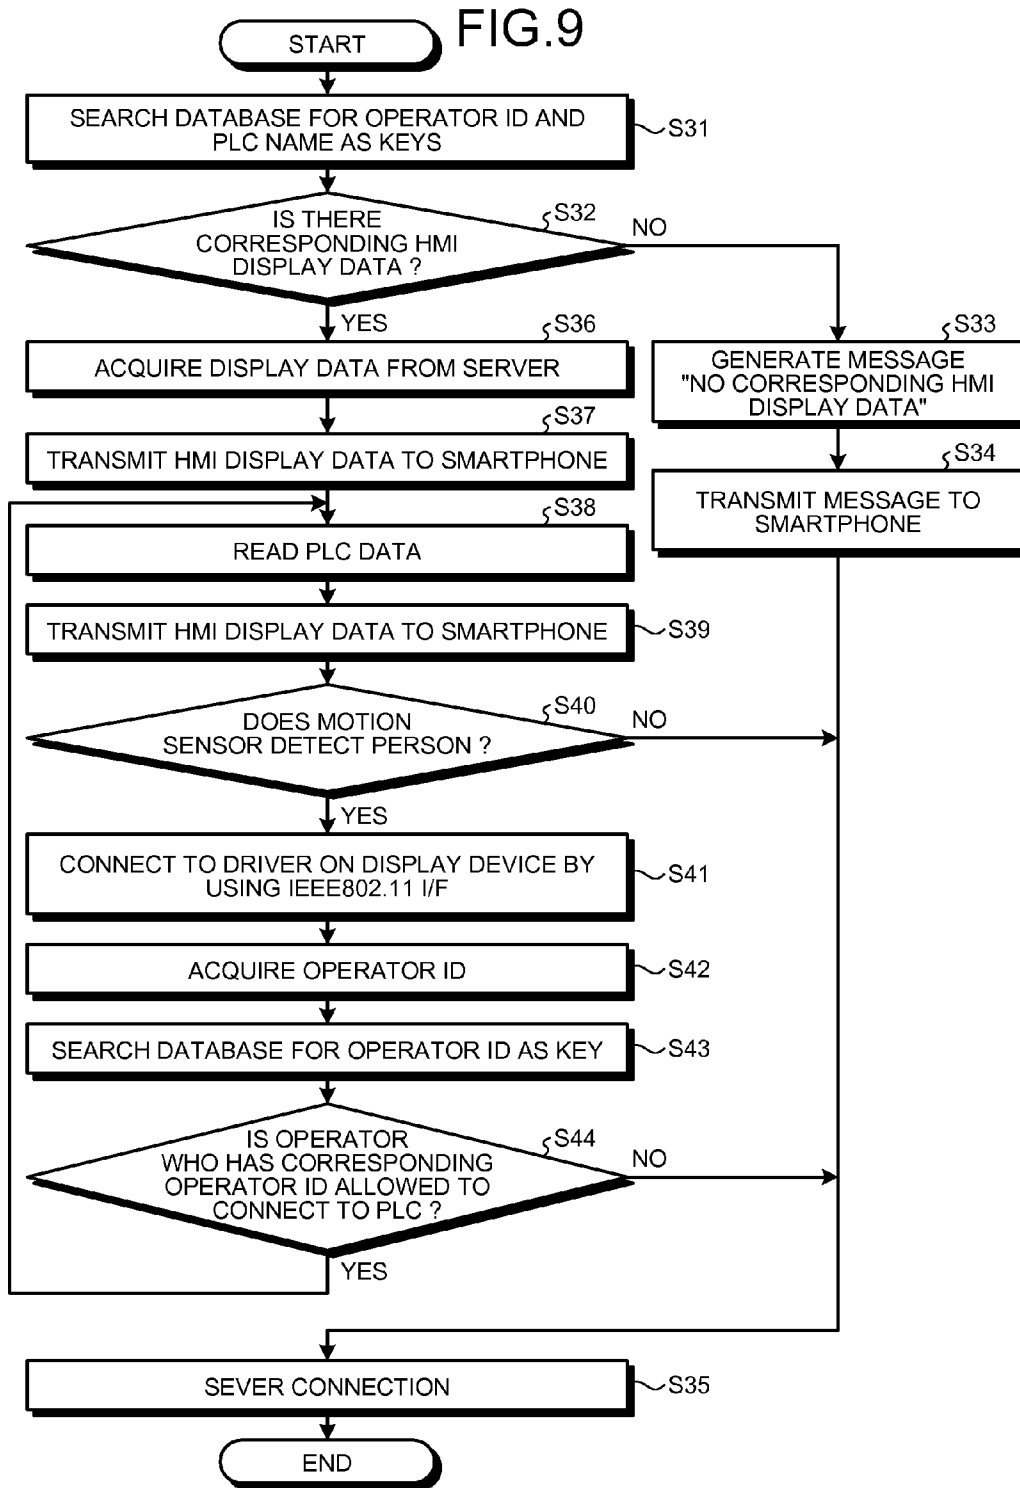 FIG.9
START
SEARCH DATABASE FOR OPERATOR ID AND
PLC NAME AS KEYS
S31
IS THERE
CORRESPONDING HMI
DISPLAY DATA ?
S32
NO
YES
S33
GENERATE MESSAGE
"NO CORRESPONDING HMI
DISPLAY DATA"
S34
TRANSMIT MESSAGE TO
SMARTPHONE
S36
ACQUIRE DISPLAY DATA FROM SERVER
S37
TRANSMIT HMI DISPLAY DATA TO SMARTPHONE
S38
READ PLC DATA
TRANSMIT HMI DISPLAY DATA TO SMARTPHONE
S39
DOES MOTION
SENSOR DETECT PERSON ?
S40
NO
YES
CONNECT TO DRIVER ON DISPLAY DEVICE BY
USING IEEE802.11 I/F
S41
ACQUIRE OPERATOR ID
S42
SEARCH DATABASE FOR OPERATOR ID AS KEY
S43
IS OPERATOR
WHO HAS CORRESPONDING
OPERATOR ID ALLOWED TO
CONNECT TO PLC ?
S44
NO
YES
SEVER CONNECTION
S35
END